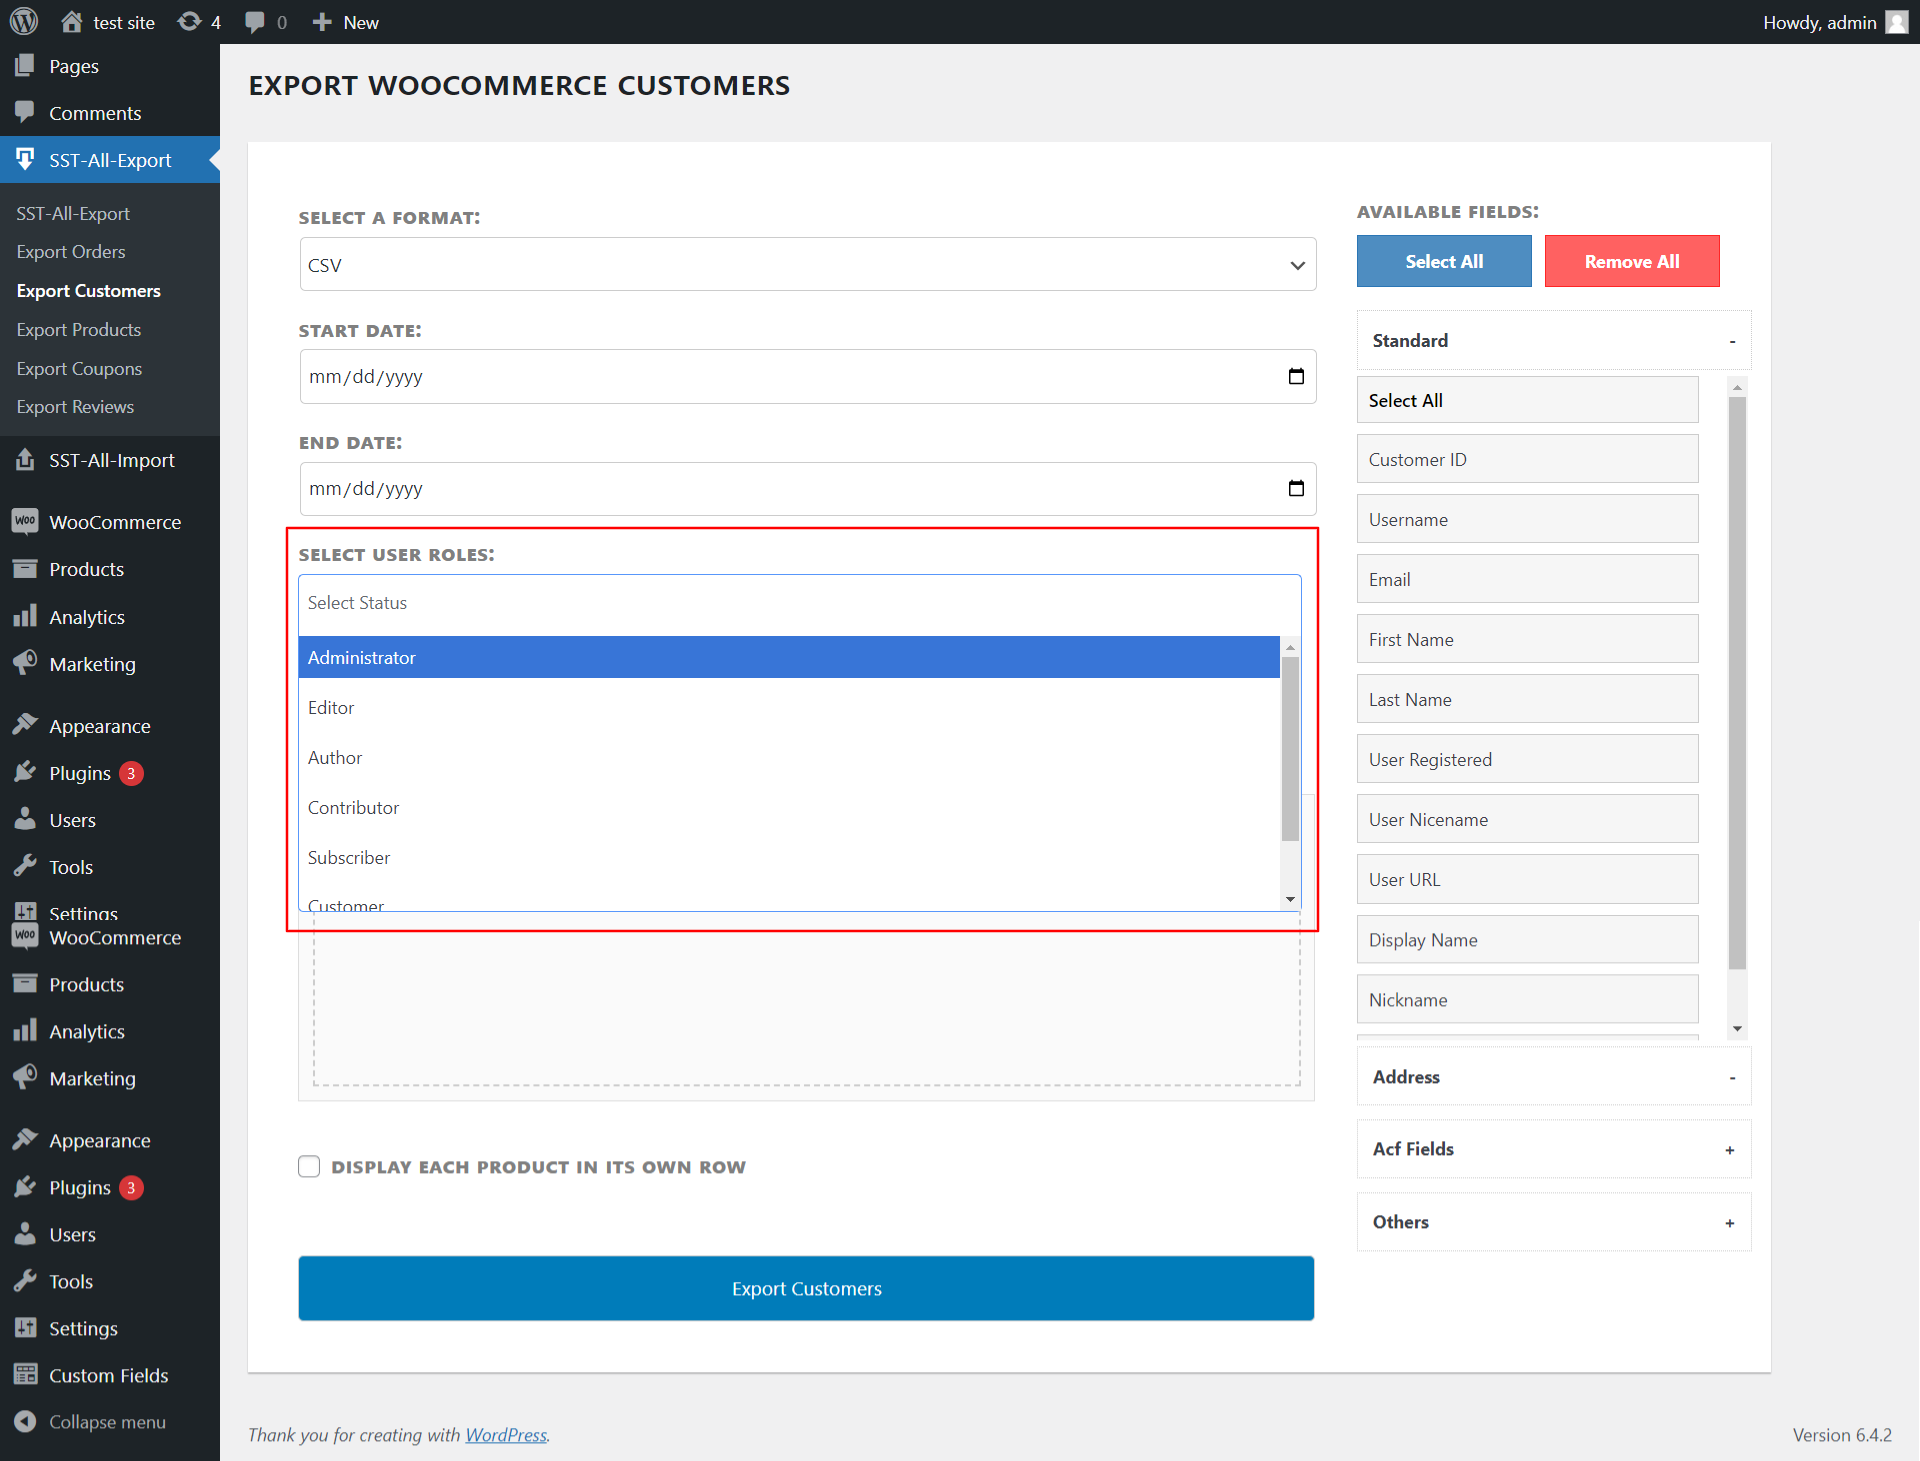 test site
4
0
New
Howdy, admin
Pages
Comments
SST-All-Export
SST-All-Export
Export Orders
Export Customers
Export Products
Export Coupons
Export Reviews
SST-All-Import
WooCommerce
Products
Analytics
Marketing
Appearance
Plugins 3
Users
Tools
Settings
WooCommerce
Products
Analytics
Marketing
Appearance
Plugins 3
Users
Tools
Settings
Custom Fields
Collapse menu
EXPORT WOOCOMMERCE CUSTOMERS
SELECT A FORMAT:
CSV
START DATE:
mm/dd/yyyy
END DATE:
mm/dd/yyyy
SELECT USER ROLES:
Select Status
Administrator
Editor
Author
Contributor
Subscriber
Customer
DISPLAY EACH PRODUCT IN ITS OWN ROW
Export Customers
AVAILABLE FIELDS:
Select All
Remove All
Standard -
Select All
Customer ID
Username
Email
First Name
Last Name
User Registered
User Nicename
User URL
Display Name
Nickname
Address -
Acf Fields +
Others +
Thank you for creating with WordPress.
Version 6.4.2